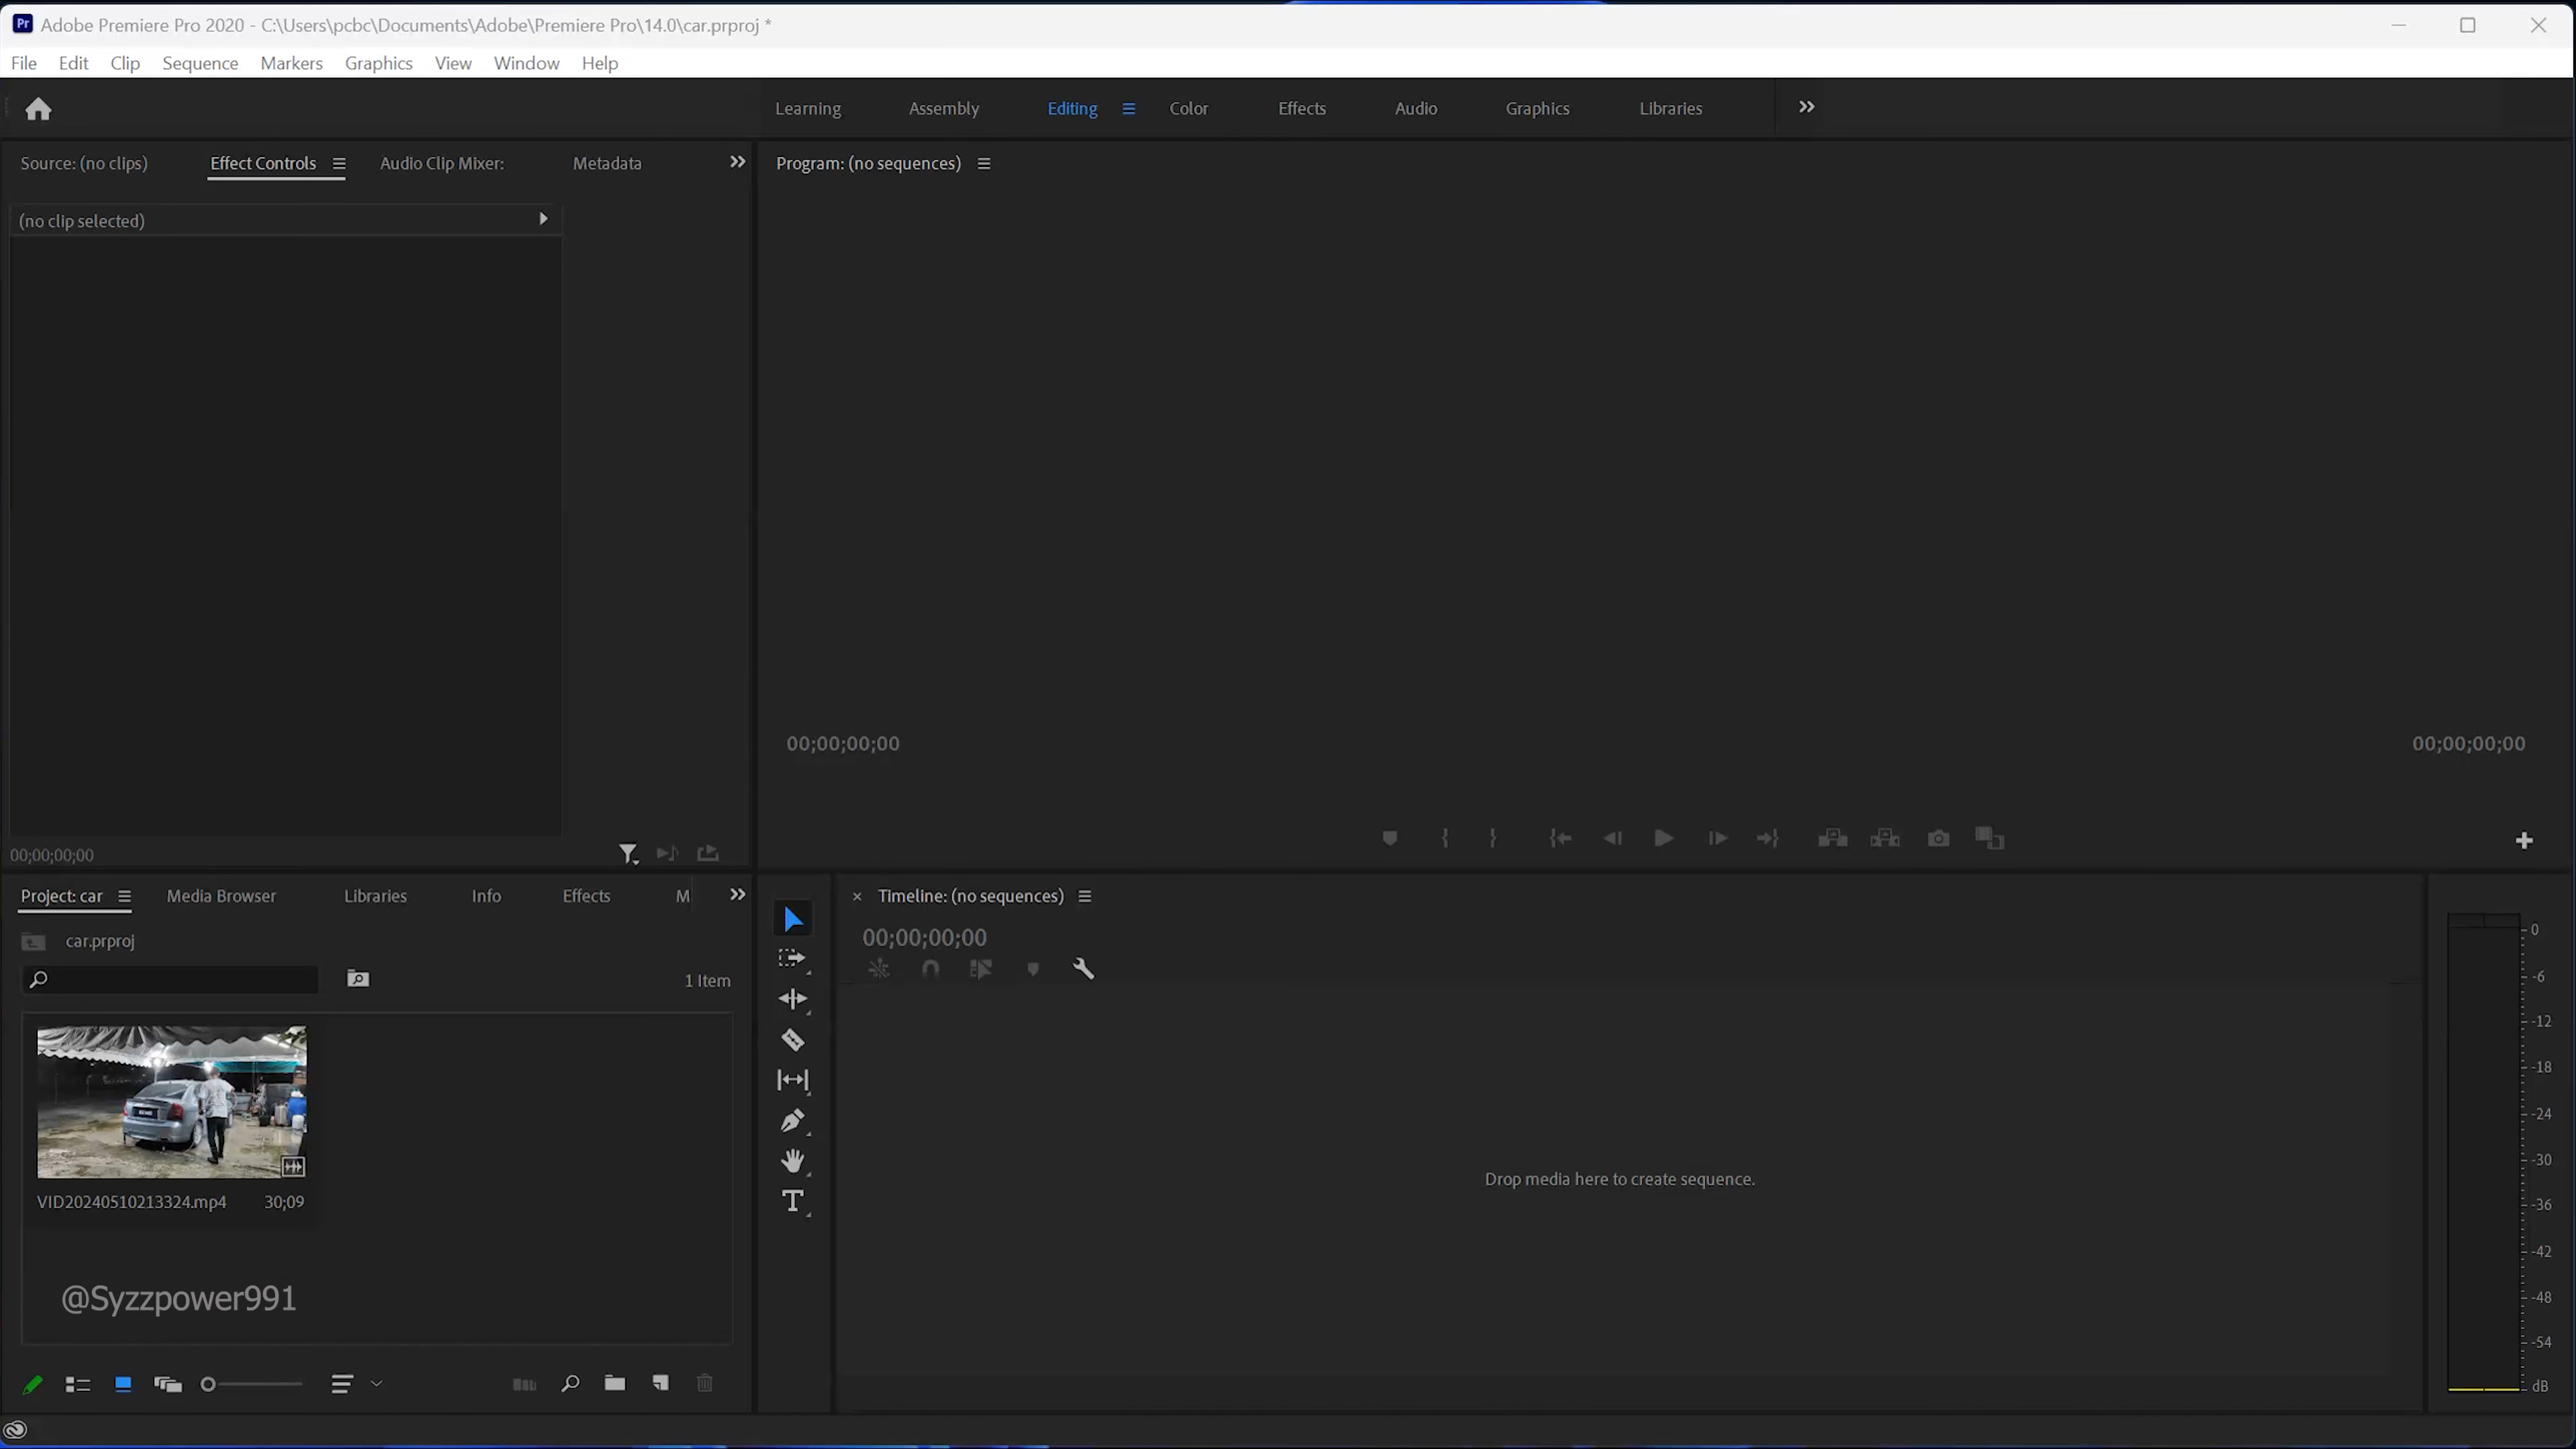 Adobe Premiere Pro 2020 - C:\Users\pcbc\Documents\Adobe\Premiere Pro\14.0\car.prproj *
File Edit Clip Sequence Markers Graphics View Window Help
Learning Assembly Editing Color Effects Audio Graphics Libraries
Source: (no clips) Effect Controls Audio Clip Mixer: Metadata
Program: (no sequences)
(no clip selected)
00;00;00;00 00;00;00;00
00;00;00;00
Project: car Media Browser Libraries Info Effects M
Timeline: (no sequences)
car.prproj
00;00;00;00
1 Item
VID20240510213324.mp4 30;09
@Syzzpower991
Drop media here to create sequence.
0
-6
-12
-18
-24
-30
-36
-42
-48
-54
dB